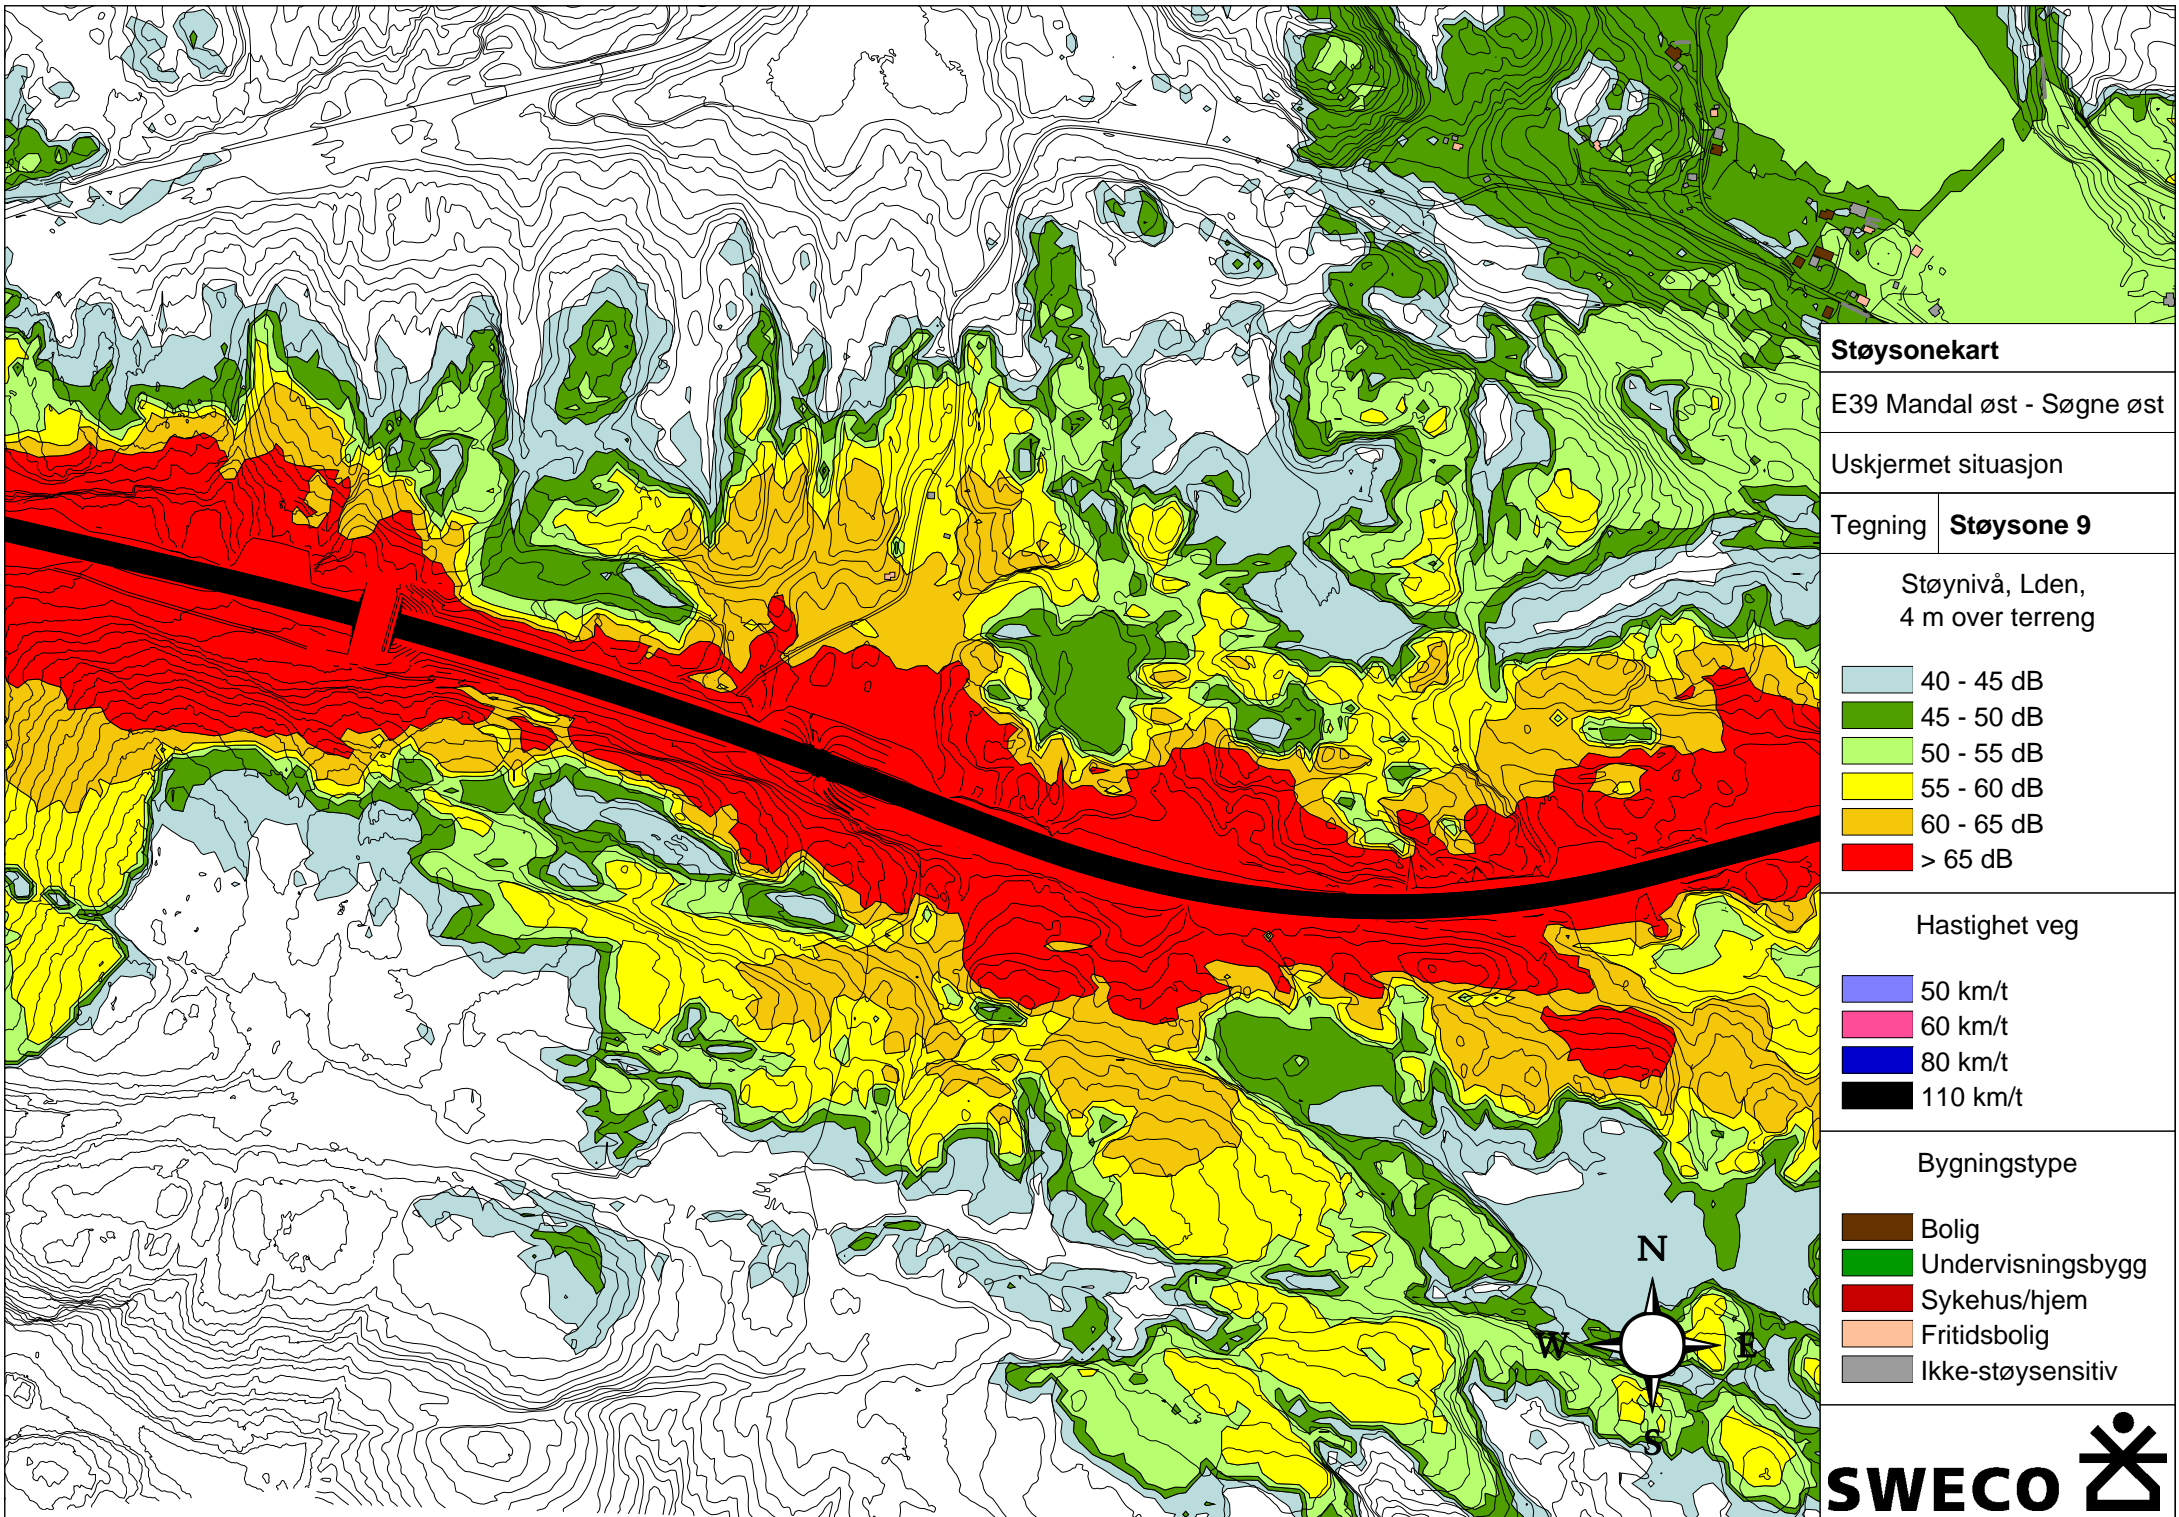 Støysonekart
E39 Mandal øst - Søgne øst
Uskjermet situasjon
Tegning Støysone 9
Støynivå, Lden,
4 m over terreng
40 - 45 dB
45 - 50 dB
50 - 55 dB
55 - 60 dB
60 - 65 dB
> 65 dB
Hastighet veg
50 km/t
60 km/t
80 km/t
110 km/t
Bygningstype
Bolig
Undervisningsbygg
Sykehus/hjem
Fritidsbolig
Ikke-støysensitiv
N
W E
S
SWECO